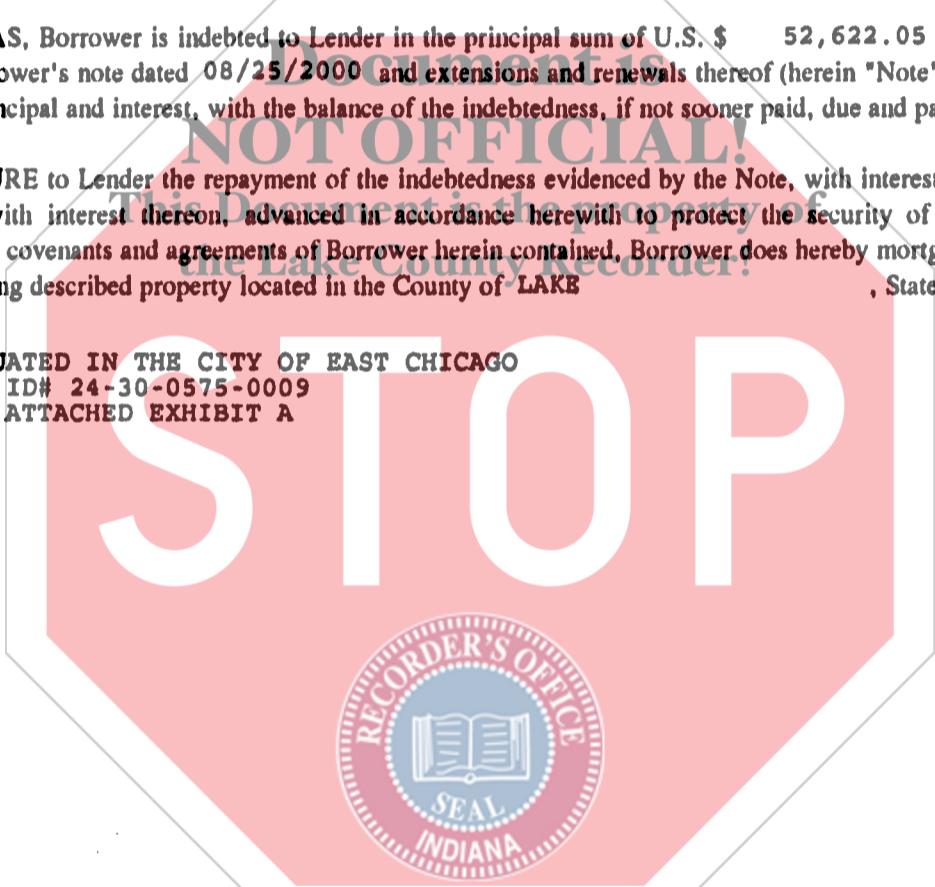 AS, Borrower is indebted to Lender in the principal sum of U.S. $ 52,622.05
ower's note dated 08/25/2000 and extensions and renewals thereof (herein "Note"
ncipal and interest, with the balance of the indebtedness, if not sooner paid, due and pa
URE to Lender the repayment of the indebtedness evidenced by the Note, with interest
ith interest thereon, advanced in accordance herewith to protect the security of
covenants and agreements of Borrower herein contained, Borrower does hereby mortg
ng described property located in the County of LAKE , State
UATED IN THE CITY OF EAST CHICAGO
ID# 24-30-0575-0009
ATTACHED EXHIBIT A
Document is
NOT OFFICIAL!
This Document is the property of
the Lake County Recorder!
STOP
RECORDER'S OFFICE
SEAL
INDIANA